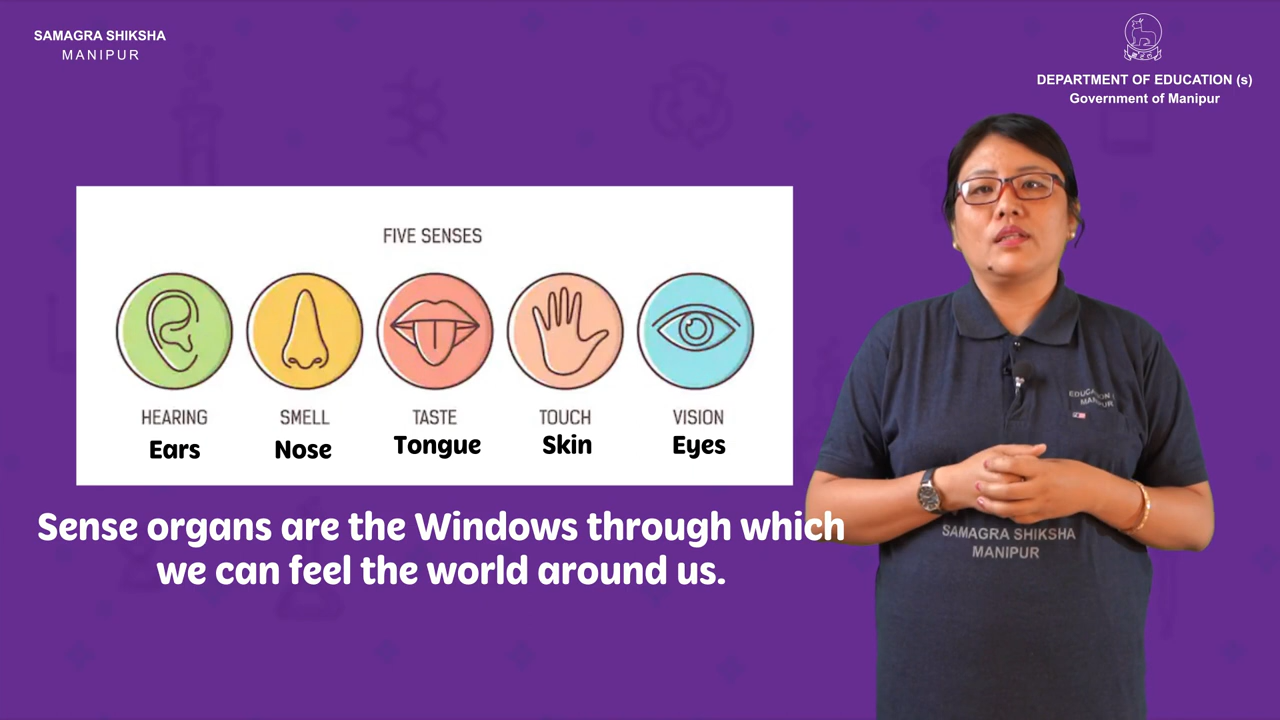 SAMAGRA SHIKSHA
MANIPUR
DEPARTMENT OF EDUCATION (s)
Government of Manipur
FIVE SENSES
HEARING SMELL TASTE TOUCH VISION
Ears Nose Tongue Skin Eyes
Sense organs are the Windows through which
we can feel the world around us.
SAMAGRA SHIKSHA
MANIPUR